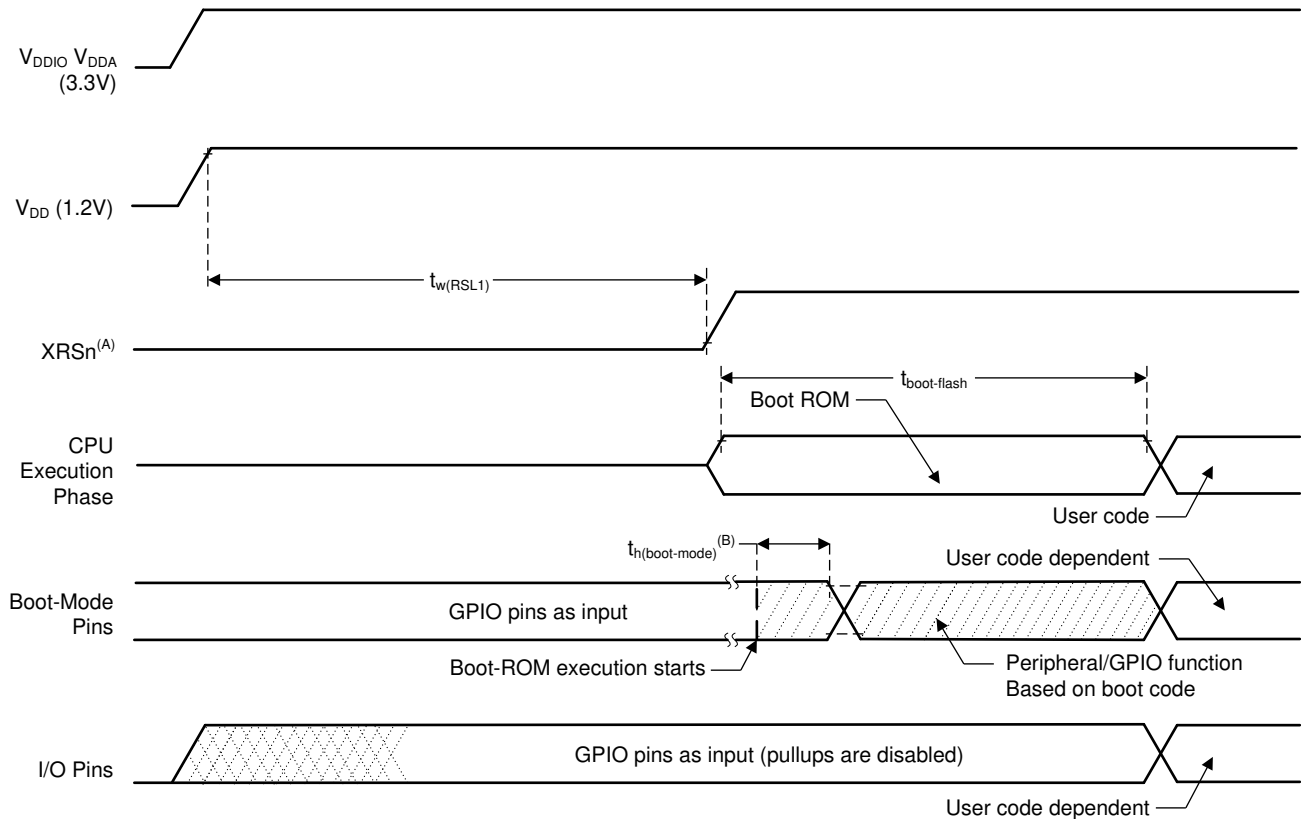 V_DDIO V_DDA
(3.3V)
V_DD (1.2V)
t_w(RSL1)
XRSn^(A)
t_boot-flash
Boot ROM
CPU
Execution
Phase
User code
t_h(boot-mode)^(B)
User code dependent
Boot-Mode
Pins
GPIO pins as input
Boot-ROM execution starts
Peripheral/GPIO function
Based on boot code
I/O Pins
GPIO pins as input (pullups are disabled)
User code dependent